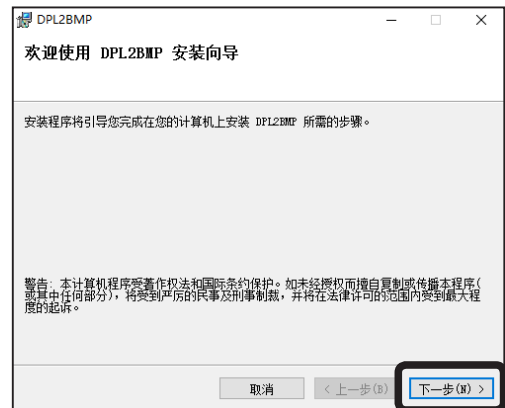 DPL2BMP
欢迎使用 DPL2BMP 安装向导
安装程序将引导您完成在您的计算机上安装 DPL2BMP 所需的步骤。
警告: 本计算机程序受著作权法和国际条约保护。如未经授权而擅自复制或传播本程序(
或其中任何部分)，将受到严厉的民事及刑事制裁，并将在法律许可的范围内受到最大程
度的起诉。
取消 < 上一步(B) 下一步(N) >